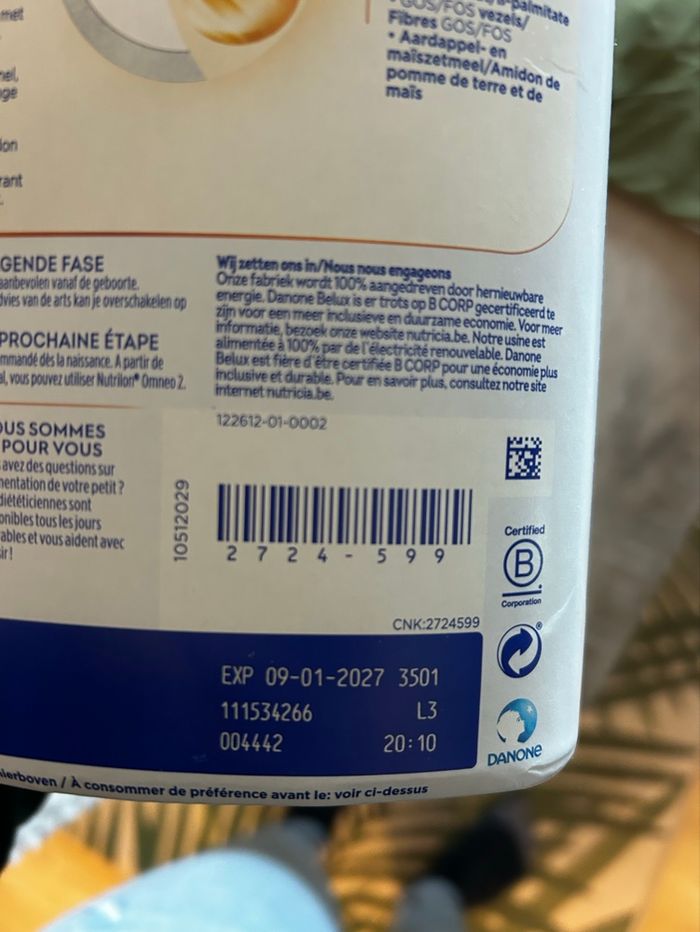 met
palmitate
GOS/FOS vezels/
Fibres GOS/FOS
• Aardappel- en
maïszetmeel/Amidon de
pomme de terre et de
maïs
GENDE FASE
aanbevolen vanaf de geboorte.
dvies van de arts kan je overschakelen op
PROCHAINE ÉTAPE
mmandé dès la naissance. A partir de
al, vous pouvez utiliser Nutrilon® Omneo 2.
OUS SOMMES
POUR VOUS
avez des questions sur
mentation de votre petit ?
diététiciennes sont
onibles tous les jours
ables et vous aident avec
ir!
Wij zetten ons in/Nous nous engageons
Onze fabriek wordt 100% aangedreven door hernieuwbare
energie. Danone Belux is er trots op B CORP gecertificeerd te
zijn voor een meer inclusieve en duurzame economie. Voor meer
informatie, bezoek onze website nutricia.be. Notre usine est
alimentée à 100% par de l'électricité renouvelable. Danone
Belux est fière d'être certifiée B CORP pour une économie plus
inclusive et durable. Pour en savoir plus, consultez notre site
internet nutricia.be.
122612-01-0002
10512029
2724-599
CNK:2724599
Certified
B
Corporation
EXP 09-01-2027 3501
111534266 L3
004442 20:10
DANONE
hierboven / À consommer de préférence avant le: voir ci-dessus